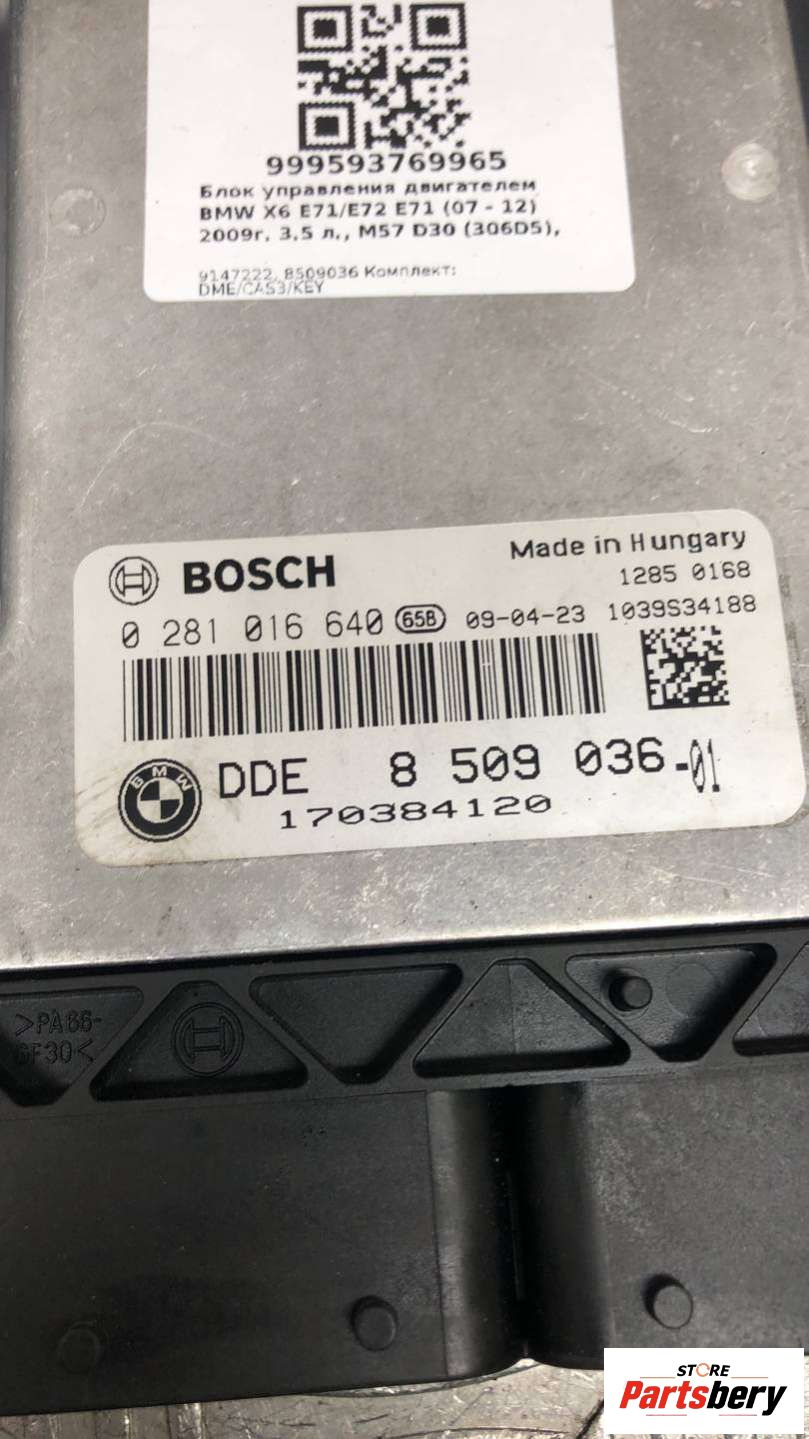 999593769965
Блок управления двигателем
BMW X6 E71/E72 E71 (07 - 12)
2009г. 3.5 л., M57 D30 (306D5),
9147222, 8509036 Комплект:
DME/CAS3/KEY
BOSCH Made in Hungary
1285 0168
0 281 016 640 65B 09-04-23 1039S34188
BMW DDE 8 509 036-01
170384120
>PA66-
GF30<
STORE
Partsbery